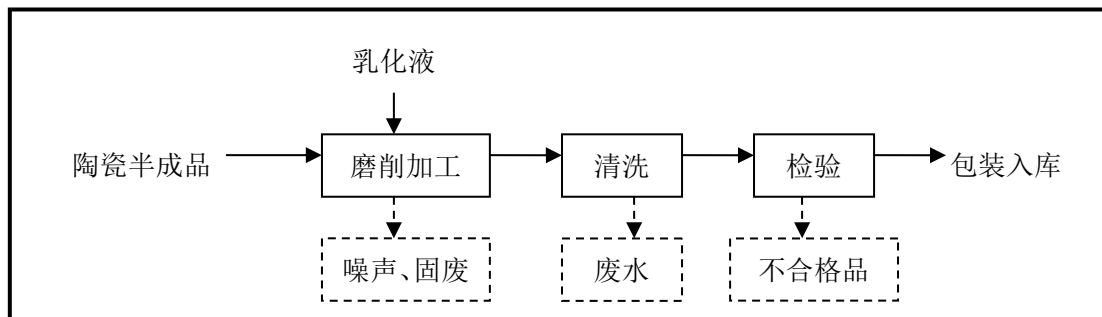 乳化液
陶瓷半成品 磨削加工 清洗 检验 包装入库
噪声、固废 废水 不合格品